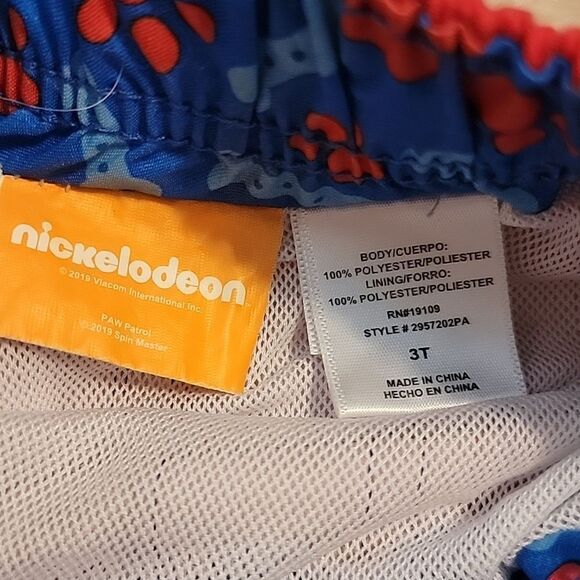 nickelodeon
© 2019 Viacom International Inc.
PAW Patrol
© 2019 Spin Master
BODY/CUERPO:
100% POLYESTER/POLIESTER
LINING/FORRO:
100% POLYESTER/POLIESTER
RN#19109
STYLE # 2957202PA
3T
MADE IN CHINA
HECHO EN CHINA